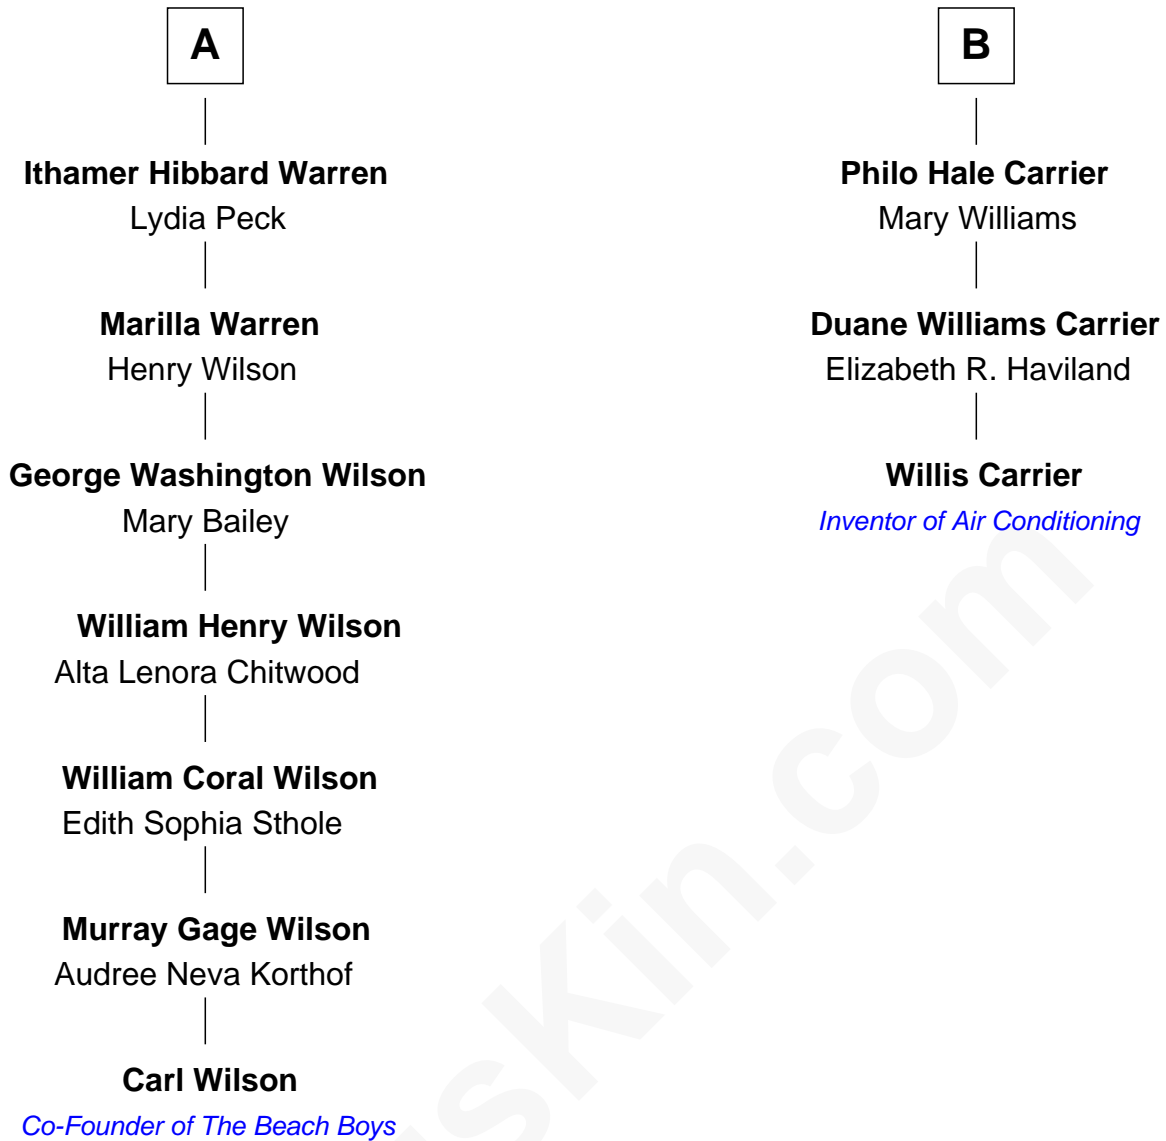 A
Ithamer Hibbard Warren
Lydia Peck
Marilla Warren
Henry Wilson
George Washington Wilson
Mary Bailey
William Henry Wilson
Alta Lenora Chitwood
William Coral Wilson
Edith Sophia Sthole
Murray Gage Wilson
Audree Neva Korthof
Carl Wilson
Co-Founder of The Beach Boys
B
Philo Hale Carrier
Mary Williams
Duane Williams Carrier
Elizabeth R. Haviland
Willis Carrier
Inventor of Air Conditioning
sKin.com